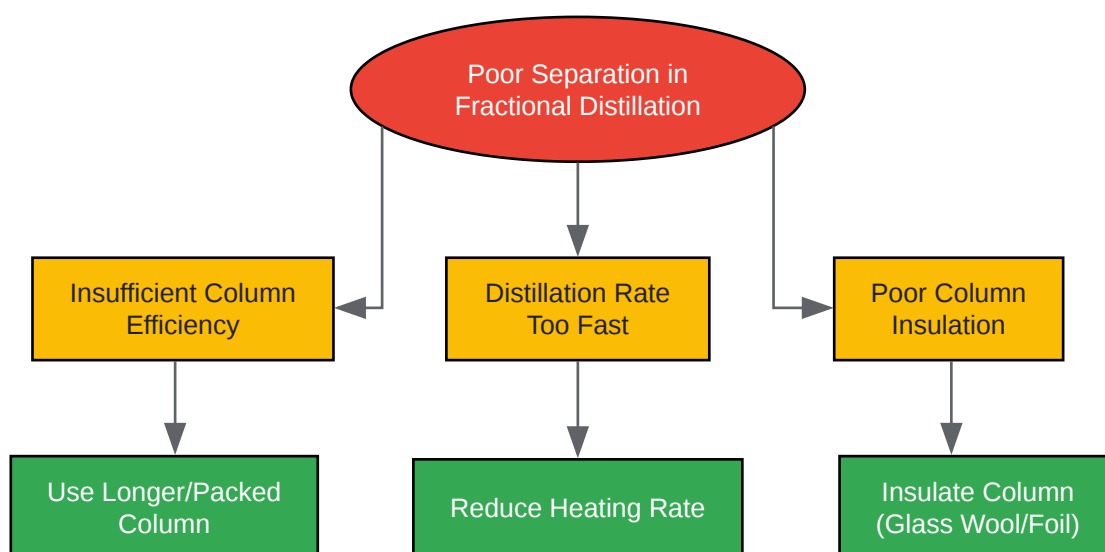 Poor Separation in
Fractional Distillation
Insufficient Column
Efficiency
Distillation Rate
Too Fast
Poor Column
Insulation
Use Longer/Packed
Column
Reduce Heating Rate
Insulate Column
(Glass Wool/Foil)